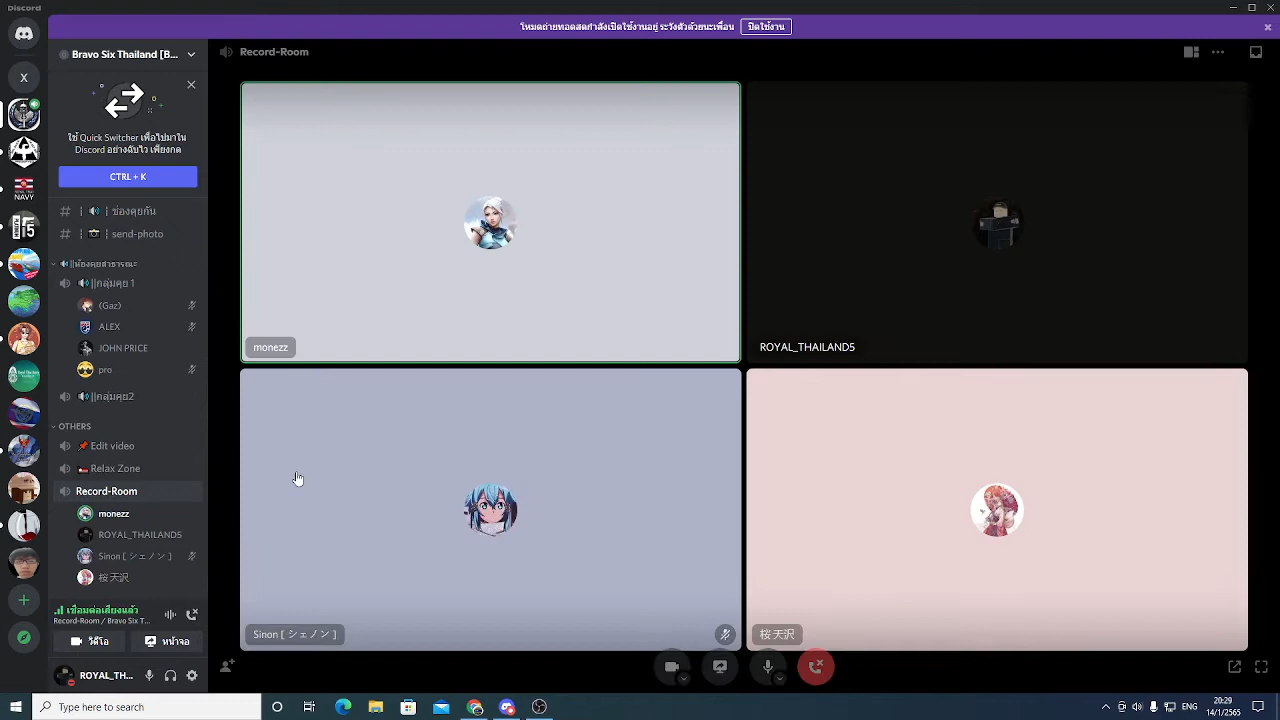 Discord
โหมดถ่ายทอดสดกำลังเปิดใช้งานอยู่ ระวังตัวด้วยนะเพื่อน
ปิดใช้งาน
Bravo Six Thailand [B...
Record-Room
X
ใช้ Quick Switcher เพื่อไปมาใน
Discord อย่างดับไว เพียงกด
CTRL + K
NAVY
ช่องคุยกัน
send-photo
||ห้องคุยสาธารณะ
||กลุ่มคุย 1
(Gaz)
ALEX
JOHN PRICE
pro
||กลุ่มคุย2
OTHERS
Edit video
Relax Zone
Record-Room
monezz
ROYAL_THAILAND5
Sinon [ シェノン ]
桜天沢
monezz
ROYAL_THAILAND5
Sinon [ シェノン ]
桜天沢
เชื่อมต่อเสียงแล้ว
Record-Room / Bravo Six T...
วิดีโอ
หน้าจอ
ROYAL_TH...
Type here to search
20:29
14/1/2565